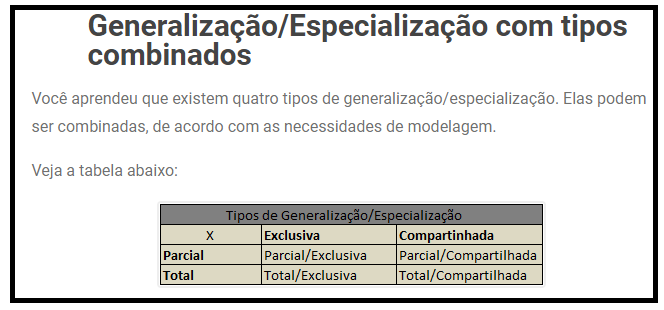 Generalização/Especialização com tipos
combinados
Você aprendeu que existem quatro tipos de generalização/especialização. Elas podem
ser combinadas, de acordo com as necessidades de modelagem.
Veja a tabela abaixo:
Tipos de Generalização/Especialização
X Exclusiva Compartinhada
Parcial Parcial/Exclusiva Parcial/Compartilhada
Total Total/Exclusiva Total/Compartilhada